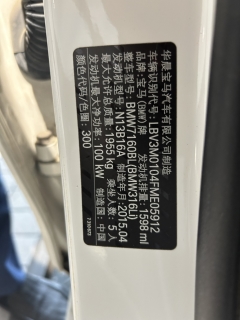 华晨宝马汽车有限公司制造
品牌：宝马(BMW)牌
车辆识别代号：LBV3M2104FME05912
整车型号：BMW7160BL(BMW316Li)
发动机型号：N13B16A 发动机排量：1598 ml
最大允许总质量：1955 kg 制造年月：2015.04
发动机最大净功率：100 kW 乘坐人数：5人
颜色代码(色圈)：300 制造国：中国